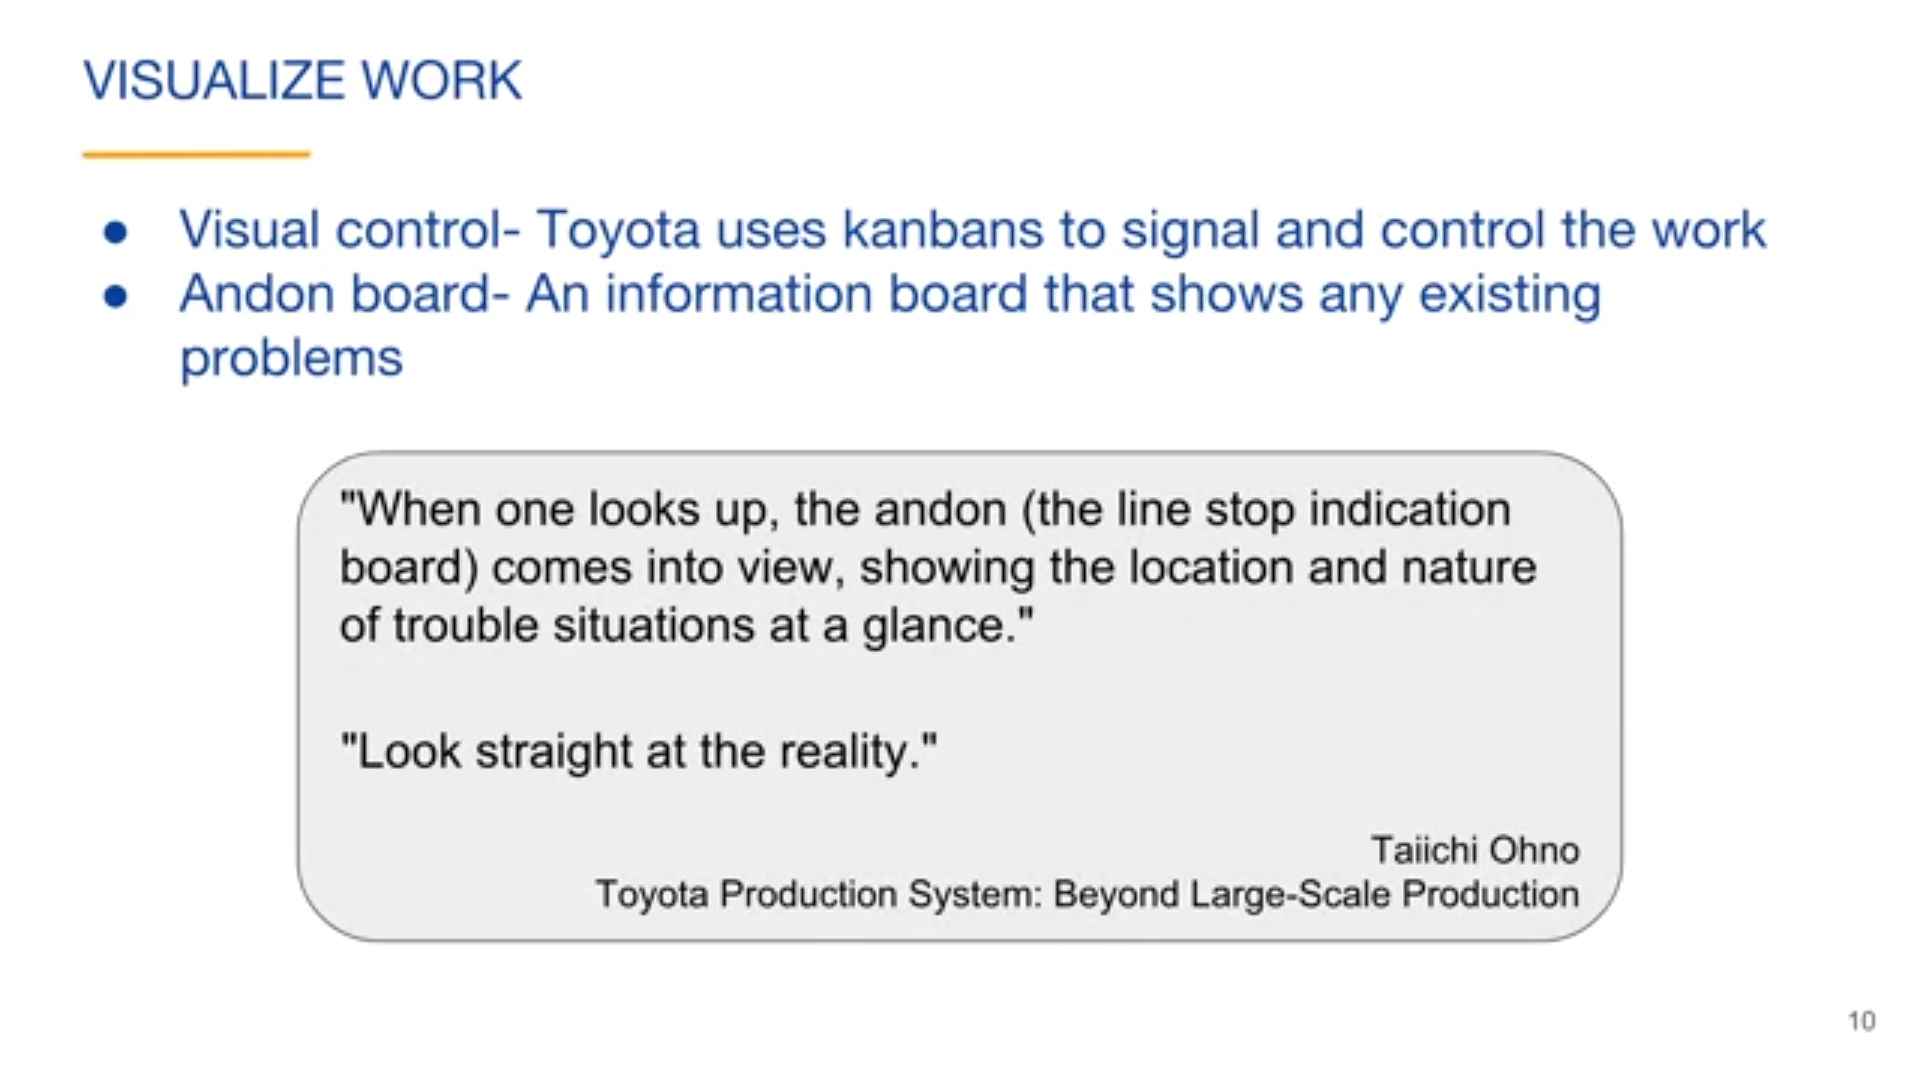 VISUALIZE WORK
● Visual control- Toyota uses kanbans to signal and control the work
● Andon board- An information board that shows any existing
problems
"When one looks up, the andon (the line stop indication
board) comes into view, showing the location and nature
of trouble situations at a glance."
"Look straight at the reality."
Taiichi Ohno
Toyota Production System: Beyond Large-Scale Production
10